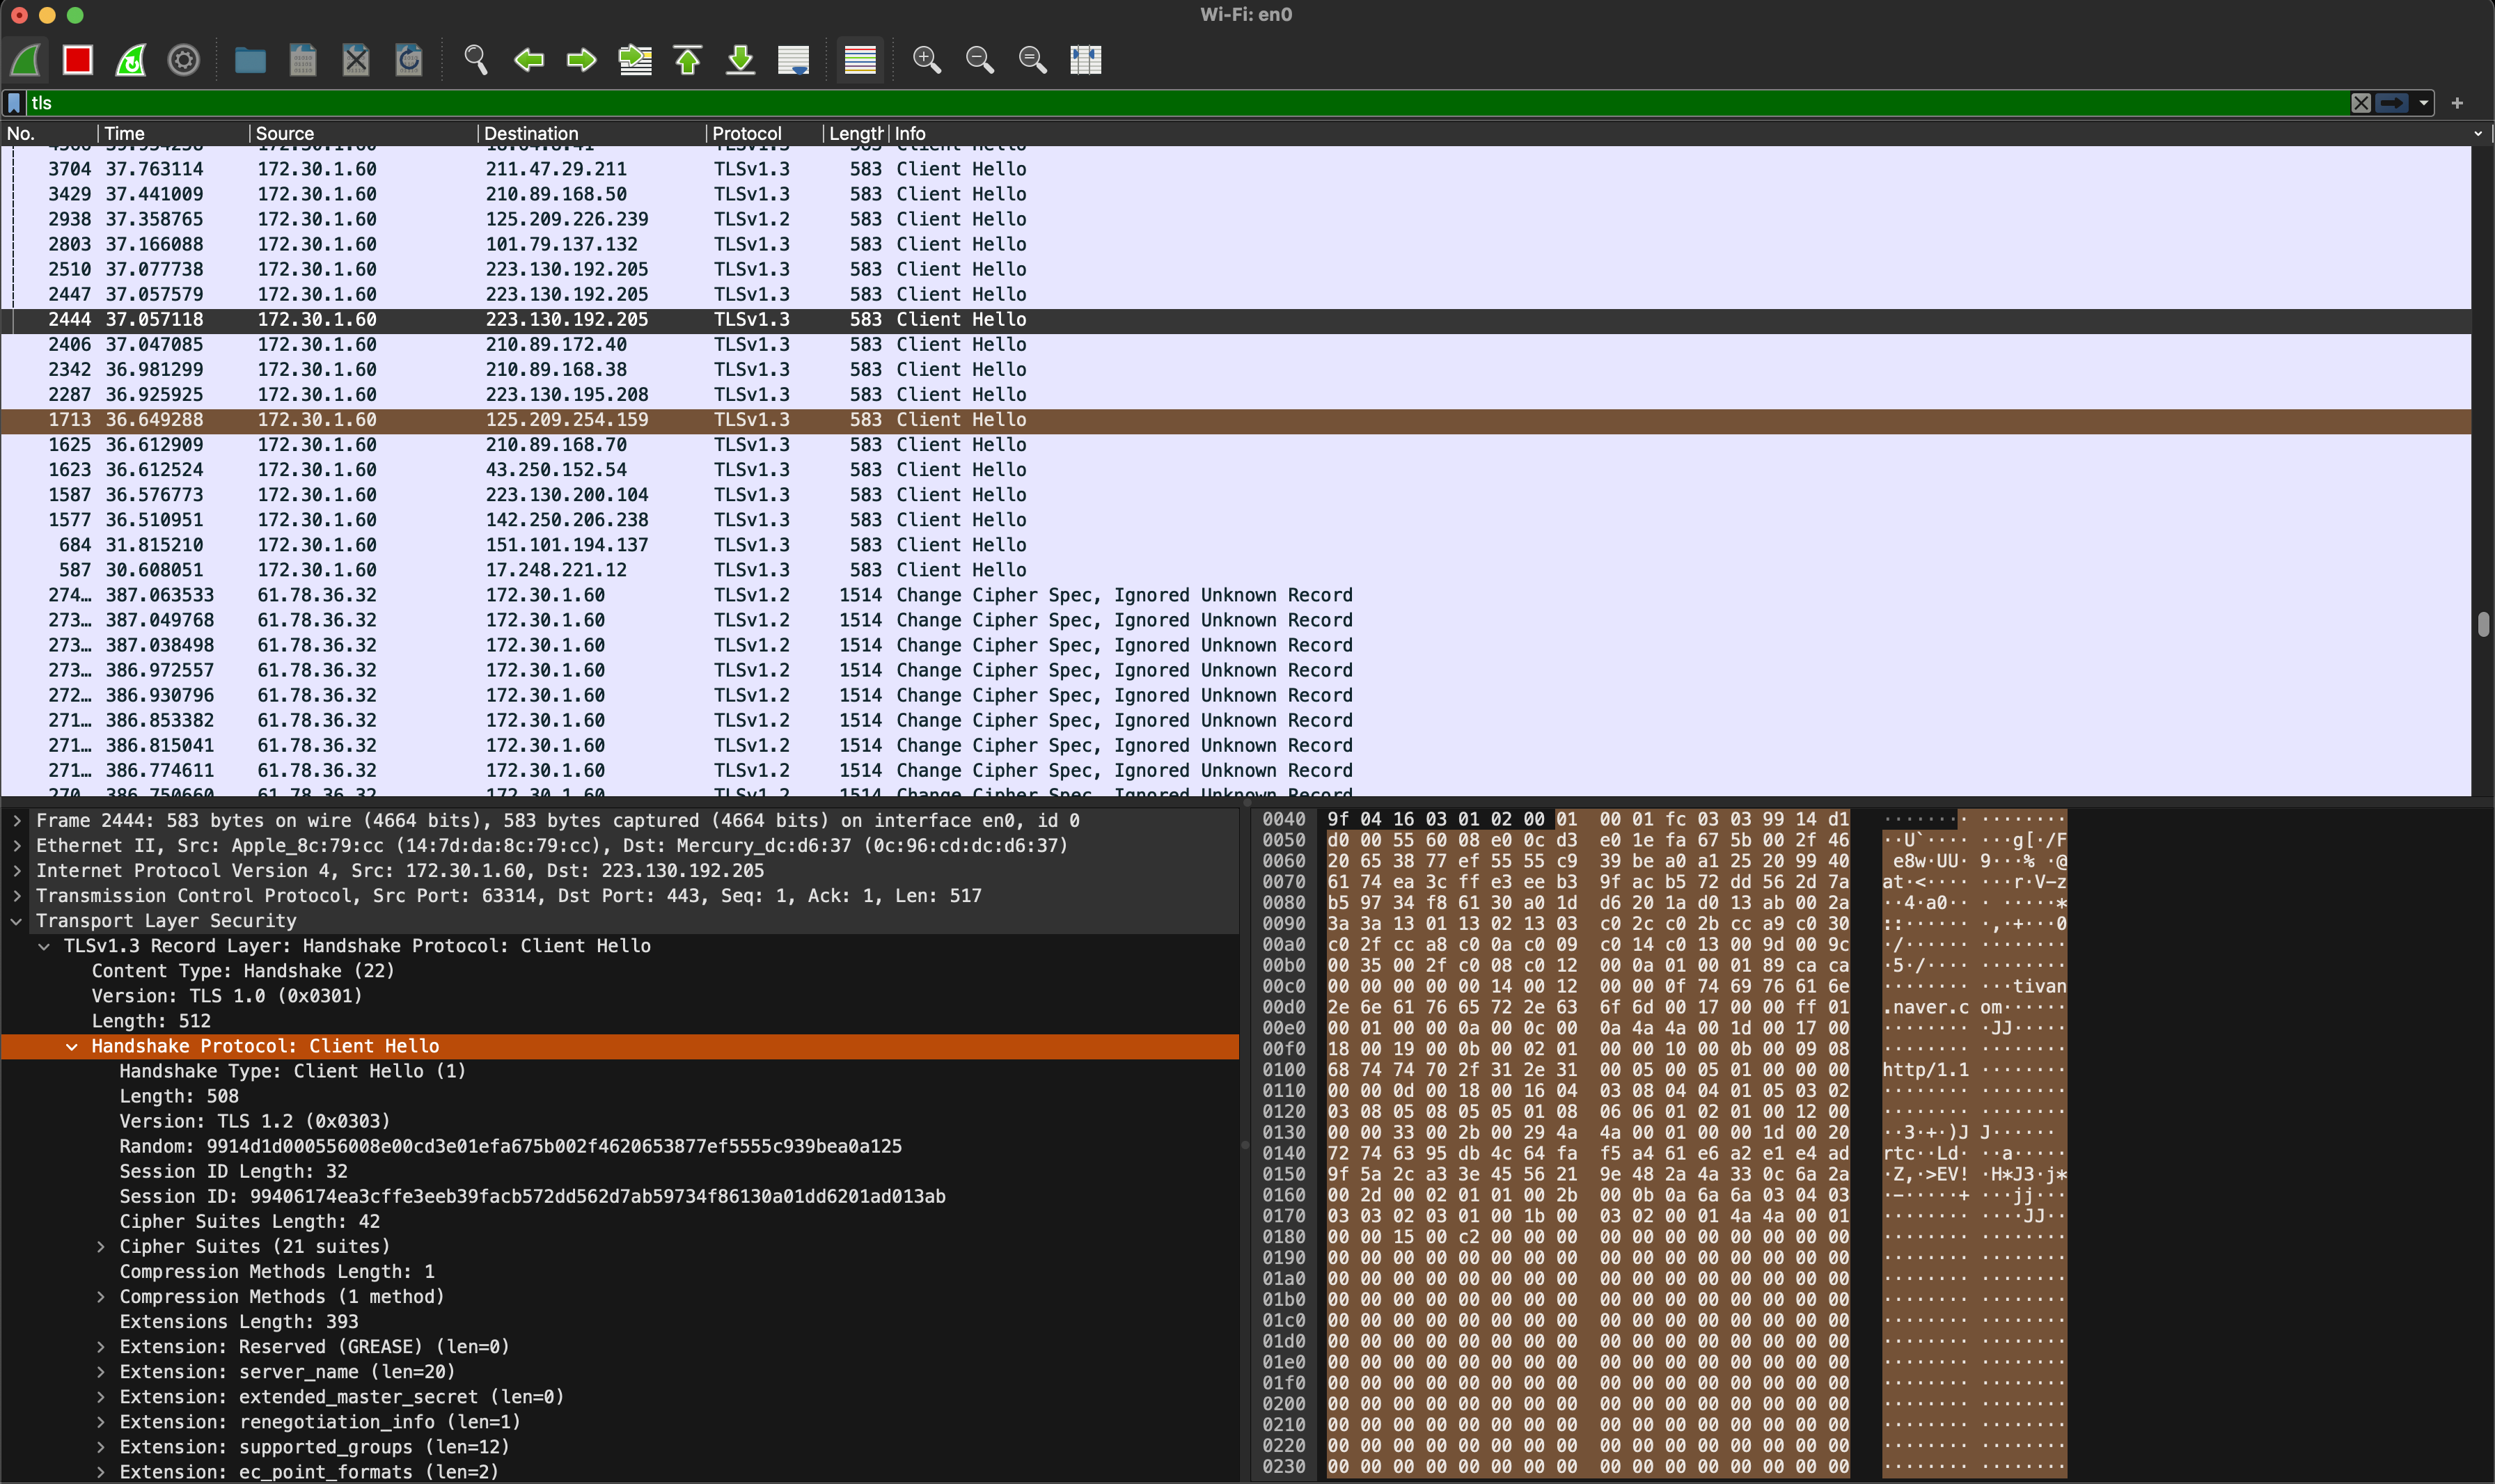 Wi-Fi: en0
tls
No. Time Source Destination Protocol Length Info
3704 37.763114 172.30.1.60 211.47.29.211 TLSv1.3 583 Client Hello
3429 37.441009 172.30.1.60 210.89.168.50 TLSv1.3 583 Client Hello
2938 37.358765 172.30.1.60 125.209.226.239 TLSv1.2 583 Client Hello
2803 37.166088 172.30.1.60 101.79.137.132 TLSv1.3 583 Client Hello
2510 37.077738 172.30.1.60 223.130.192.205 TLSv1.3 583 Client Hello
2447 37.057579 172.30.1.60 223.130.192.205 TLSv1.3 583 Client Hello
2444 37.057118 172.30.1.60 223.130.192.205 TLSv1.3 583 Client Hello
2406 37.047085 172.30.1.60 210.89.172.40 TLSv1.3 583 Client Hello
2342 36.981299 172.30.1.60 210.89.168.38 TLSv1.3 583 Client Hello
2287 36.925925 172.30.1.60 223.130.195.208 TLSv1.3 583 Client Hello
1713 36.649288 172.30.1.60 125.209.254.159 TLSv1.3 583 Client Hello
1625 36.612909 172.30.1.60 210.89.168.70 TLSv1.3 583 Client Hello
1623 36.612524 172.30.1.60 43.250.152.54 TLSv1.3 583 Client Hello
1587 36.576773 172.30.1.60 223.130.200.104 TLSv1.3 583 Client Hello
1577 36.510951 172.30.1.60 142.250.206.238 TLSv1.3 583 Client Hello
684 31.815210 172.30.1.60 151.101.194.137 TLSv1.3 583 Client Hello
587 30.608051 172.30.1.60 17.248.221.12 TLSv1.3 583 Client Hello
274… 387.063533 61.78.36.32 172.30.1.60 TLSv1.2 1514 Change Cipher Spec, Ignored Unknown Record
273… 387.049768 61.78.36.32 172.30.1.60 TLSv1.2 1514 Change Cipher Spec, Ignored Unknown Record
273… 387.038498 61.78.36.32 172.30.1.60 TLSv1.2 1514 Change Cipher Spec, Ignored Unknown Record
273… 386.972557 61.78.36.32 172.30.1.60 TLSv1.2 1514 Change Cipher Spec, Ignored Unknown Record
272… 386.930796 61.78.36.32 172.30.1.60 TLSv1.2 1514 Change Cipher Spec, Ignored Unknown Record
271… 386.853382 61.78.36.32 172.30.1.60 TLSv1.2 1514 Change Cipher Spec, Ignored Unknown Record
271… 386.815041 61.78.36.32 172.30.1.60 TLSv1.2 1514 Change Cipher Spec, Ignored Unknown Record
271… 386.774611 61.78.36.32 172.30.1.60 TLSv1.2 1514 Change Cipher Spec, Ignored Unknown Record
Frame 2444: 583 bytes on wire (4664 bits), 583 bytes captured (4664 bits) on interface en0, id 0
Ethernet II, Src: Apple_8c:79:cc (14:7d:da:8c:79:cc), Dst: Mercury_dc:d6:37 (0c:96:cd:dc:d6:37)
Internet Protocol Version 4, Src: 172.30.1.60, Dst: 223.130.192.205
Transmission Control Protocol, Src Port: 63314, Dst Port: 443, Seq: 1, Ack: 1, Len: 517
Transport Layer Security
TLSv1.3 Record Layer: Handshake Protocol: Client Hello
Content Type: Handshake (22)
Version: TLS 1.0 (0x0301)
Length: 512
Handshake Protocol: Client Hello
Handshake Type: Client Hello (1)
Length: 508
Version: TLS 1.2 (0x0303)
Random: 9914d1d000556008e00cd3e01efa675b002f4620653877ef5555c939bea0a125
Session ID Length: 32
Session ID: 99406174ea3cffe3eeb39facb572dd562d7ab59734f86130a01dd6201ad013ab
Cipher Suites Length: 42
Cipher Suites (21 suites)
Compression Methods Length: 1
Compression Methods (1 method)
Extensions Length: 393
Extension: Reserved (GREASE) (len=0)
Extension: server_name (len=20)
Extension: extended_master_secret (len=0)
Extension: renegotiation_info (len=1)
Extension: supported_groups (len=12)
Extension: ec_point_formats (len=2)
0040 9f 04 16 03 01 02 00 01 00 01 fc 03 03 99 14 d1 ········ ········
0050 d0 00 55 60 08 e0 0c d3 e0 1e fa 67 5b 00 2f 46 ··U`···· ···g[·/F
0060 20 65 38 77 ef 55 55 c9 39 be a0 a1 25 20 99 40 e8w·UU· 9···% ·@
0070 61 74 ea 3c ff e3 ee b3 9f ac b5 72 dd 56 2d 7a at·<···· ···r·V-z
0080 b5 97 34 f8 61 30 a0 1d d6 20 1a d0 13 ab 00 2a ··4·a0·· · ·····*
0090 3a 3a 13 01 13 02 13 03 c0 2c c0 2b cc a9 c0 30 ::······ ·,·+···0
00a0 c0 2f cc a8 c0 0a c0 09 c0 14 c0 13 00 9d 00 9c ·/······ ········
00b0 00 35 00 2f c0 08 c0 12 00 0a 01 00 01 89 ca ca ·5·/···· ········
00c0 00 00 00 00 00 14 00 12 00 00 0f 74 69 76 61 6e ········ ···tivan
00d0 2e 6e 61 76 65 72 2e 63 6f 6d 00 17 00 00 ff 01 .naver.c om······
00e0 00 01 00 00 0a 00 0c 00 0a 4a 4a 00 1d 00 17 00 ········ ·JJ·····
00f0 18 00 19 00 0b 00 02 01 00 00 10 00 0b 00 09 08 ········ ········
0100 68 74 74 70 2f 31 2e 31 00 05 00 05 01 00 00 00 http/1.1 ········
0110 00 00 0d 00 18 00 16 04 03 08 04 04 01 05 03 02 ········ ········
0120 03 08 05 08 05 05 01 08 06 06 01 02 01 00 12 00 ········ ········
0130 00 00 33 00 2b 00 29 4a 4a 00 01 00 00 1d 00 20 ··3·+·)J J······
0140 72 74 63 95 db 4c 64 fa f5 a4 61 e6 a2 e1 e4 ad rtc··Ld· ··a·····
0150 9f 5a 2c a3 3e 45 56 21 9e 48 2a 4a 33 0c 6a 2a ·Z,·>EV! ·H*J3·j*
0160 00 2d 00 02 01 01 00 2b 00 0b 0a 6a 6a 03 04 03 ·-·····+ ···jj···
0170 03 03 02 03 01 00 1b 00 03 02 00 01 4a 4a 00 01 ········ ····JJ··
0180 00 00 15 00 c2 00 00 00 00 00 00 00 00 00 00 00 ········ ········
0190 00 00 00 00 00 00 00 00 00 00 00 00 00 00 00 00 ········ ········
01a0 00 00 00 00 00 00 00 00 00 00 00 00 00 00 00 00 ········ ········
01b0 00 00 00 00 00 00 00 00 00 00 00 00 00 00 00 00 ········ ········
01c0 00 00 00 00 00 00 00 00 00 00 00 00 00 00 00 00 ········ ········
01d0 00 00 00 00 00 00 00 00 00 00 00 00 00 00 00 00 ········ ········
01e0 00 00 00 00 00 00 00 00 00 00 00 00 00 00 00 00 ········ ········
01f0 00 00 00 00 00 00 00 00 00 00 00 00 00 00 00 00 ········ ········
0200 00 00 00 00 00 00 00 00 00 00 00 00 00 00 00 00 ········ ········
0210 00 00 00 00 00 00 00 00 00 00 00 00 00 00 00 00 ········ ········
0220 00 00 00 00 00 00 00 00 00 00 00 00 00 00 00 00 ········ ········
0230 00 00 00 00 00 00 00 00 00 00 00 00 00 00 00 00 ········ ········